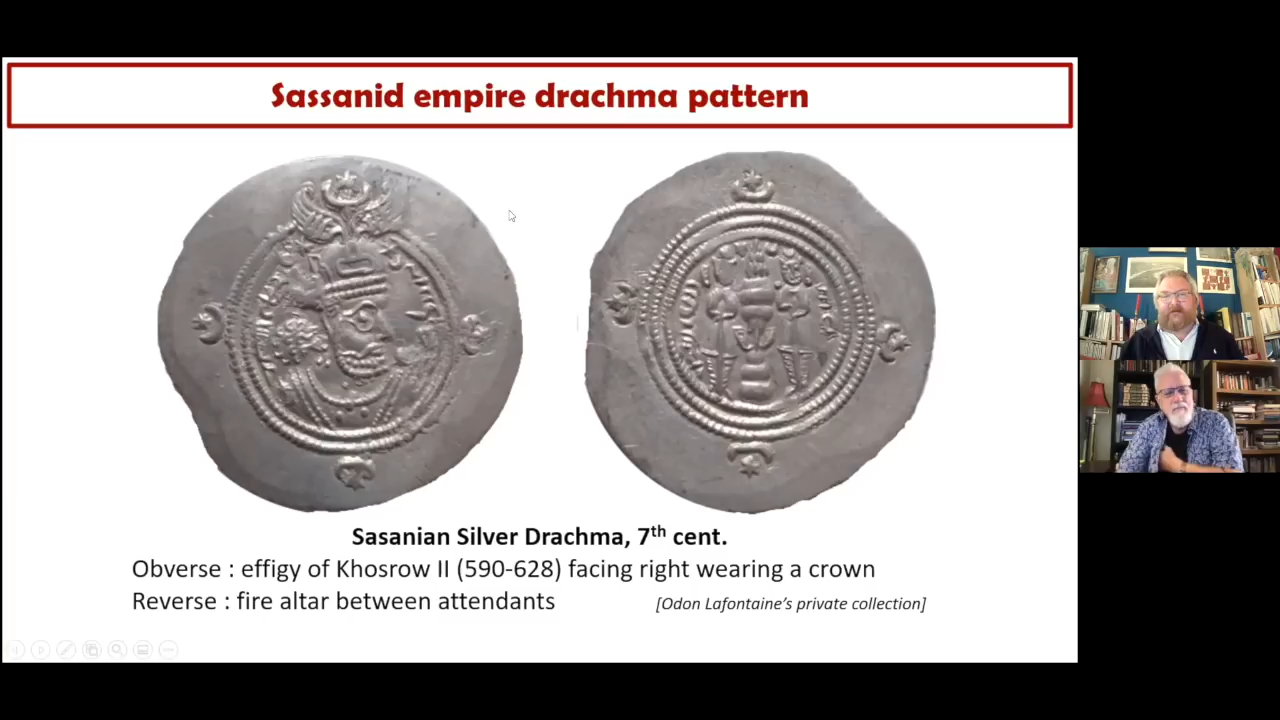 Sassanid empire drachma pattern
Sasanian Silver Drachma, 7th cent.
Obverse : effigy of Khosrow II (590-628) facing right wearing a crown
Reverse : fire altar between attendants
[Odon Lafontaine's private collection]